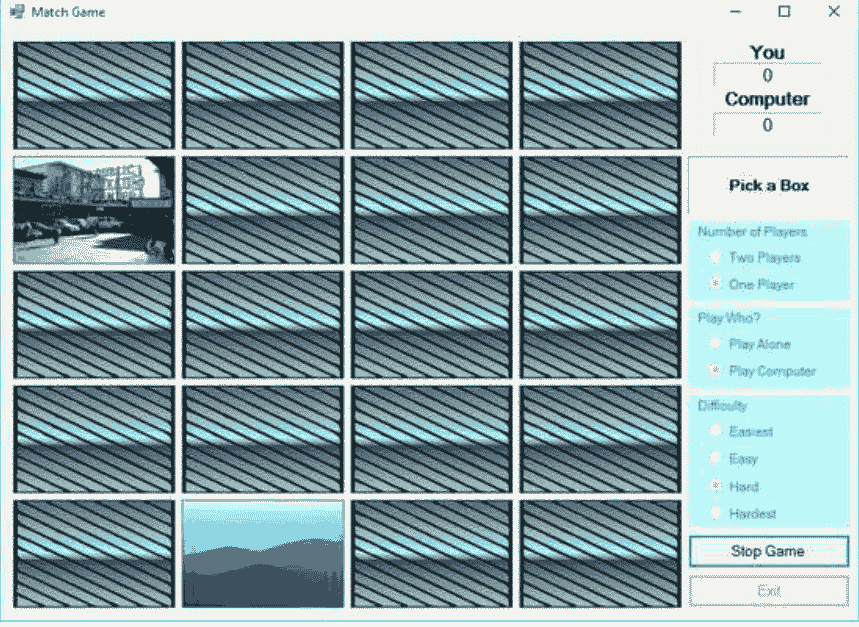 Match Game
You
0
Computer
0
Pick a Box
Number of Players
Two Players
One Player
Play Who?
Play Alone
Play Computer
Difficulty
Easiest
Easy
Hard
Hardest
Stop Game
Exit